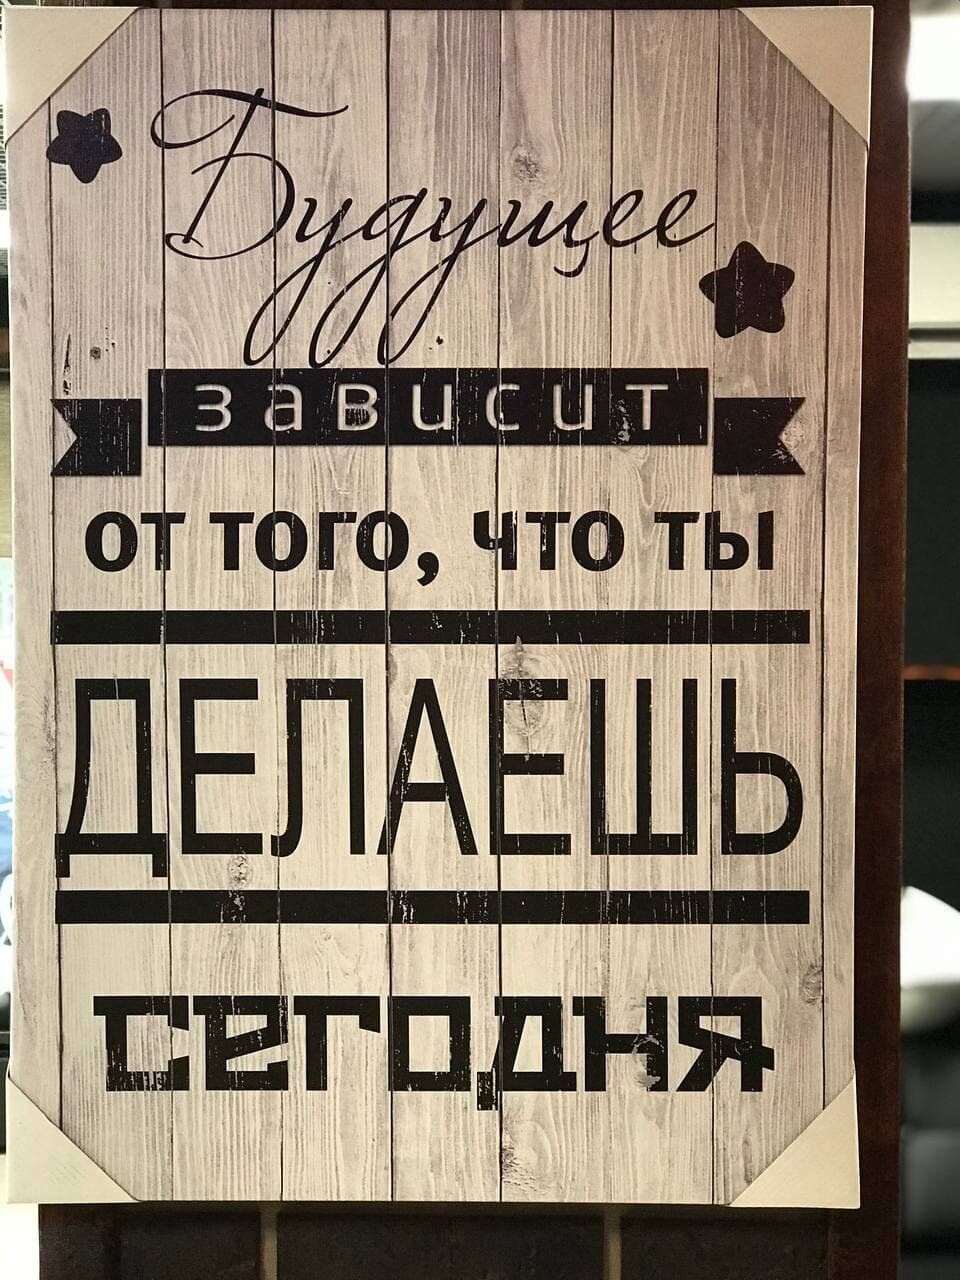 Будущее
зависит
от того, что ты
ДЕЛАЕШЬ
сегодня